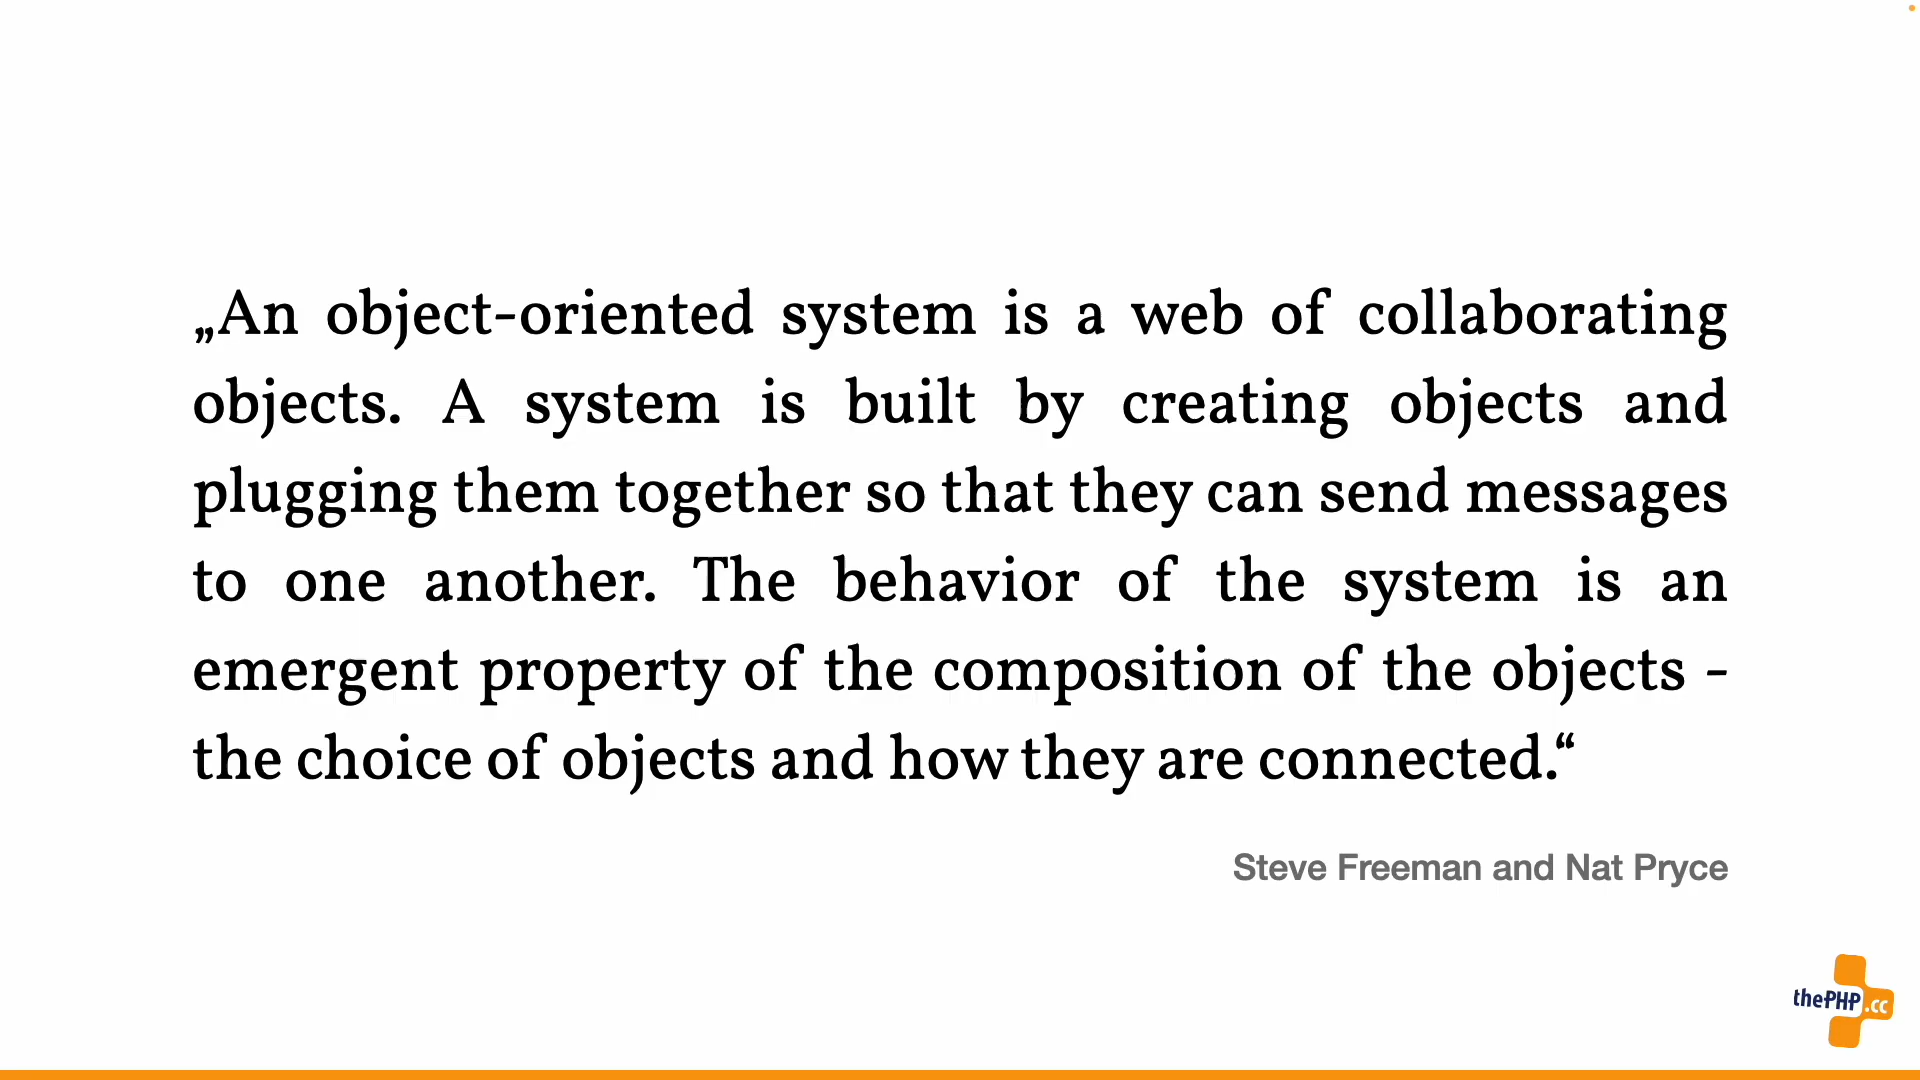 „An object-oriented system is a web of collaborating
objects. A system is built by creating objects and
plugging them together so that they can send messages
to one another. The behavior of the system is an
emergent property of the composition of the objects -
the choice of objects and how they are connected.“
Steve Freeman and Nat Pryce
thePHP.cc